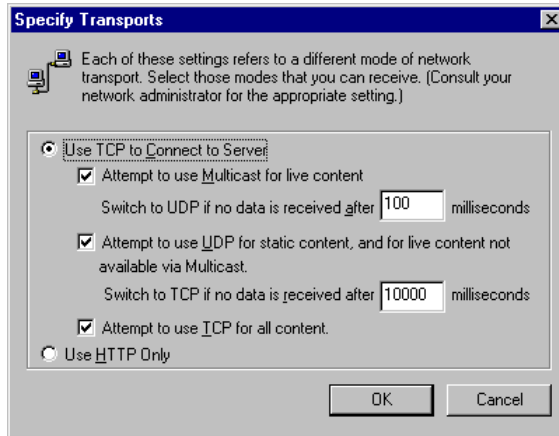 Specify Transports
Each of these settings refers to a different mode of network
transport. Select those modes that you can receive. (Consult your
network administrator for the appropriate setting.)
Use TCP to Connect to Server
Attempt to use Multicast for live content
Switch to UDP if no data is received after 100 milliseconds
Attempt to use UDP for static content, and for live content not
available via Multicast.
Switch to TCP if no data is received after 10000 milliseconds
Attempt to use TCP for all content.
Use HTTP Only
OK Cancel